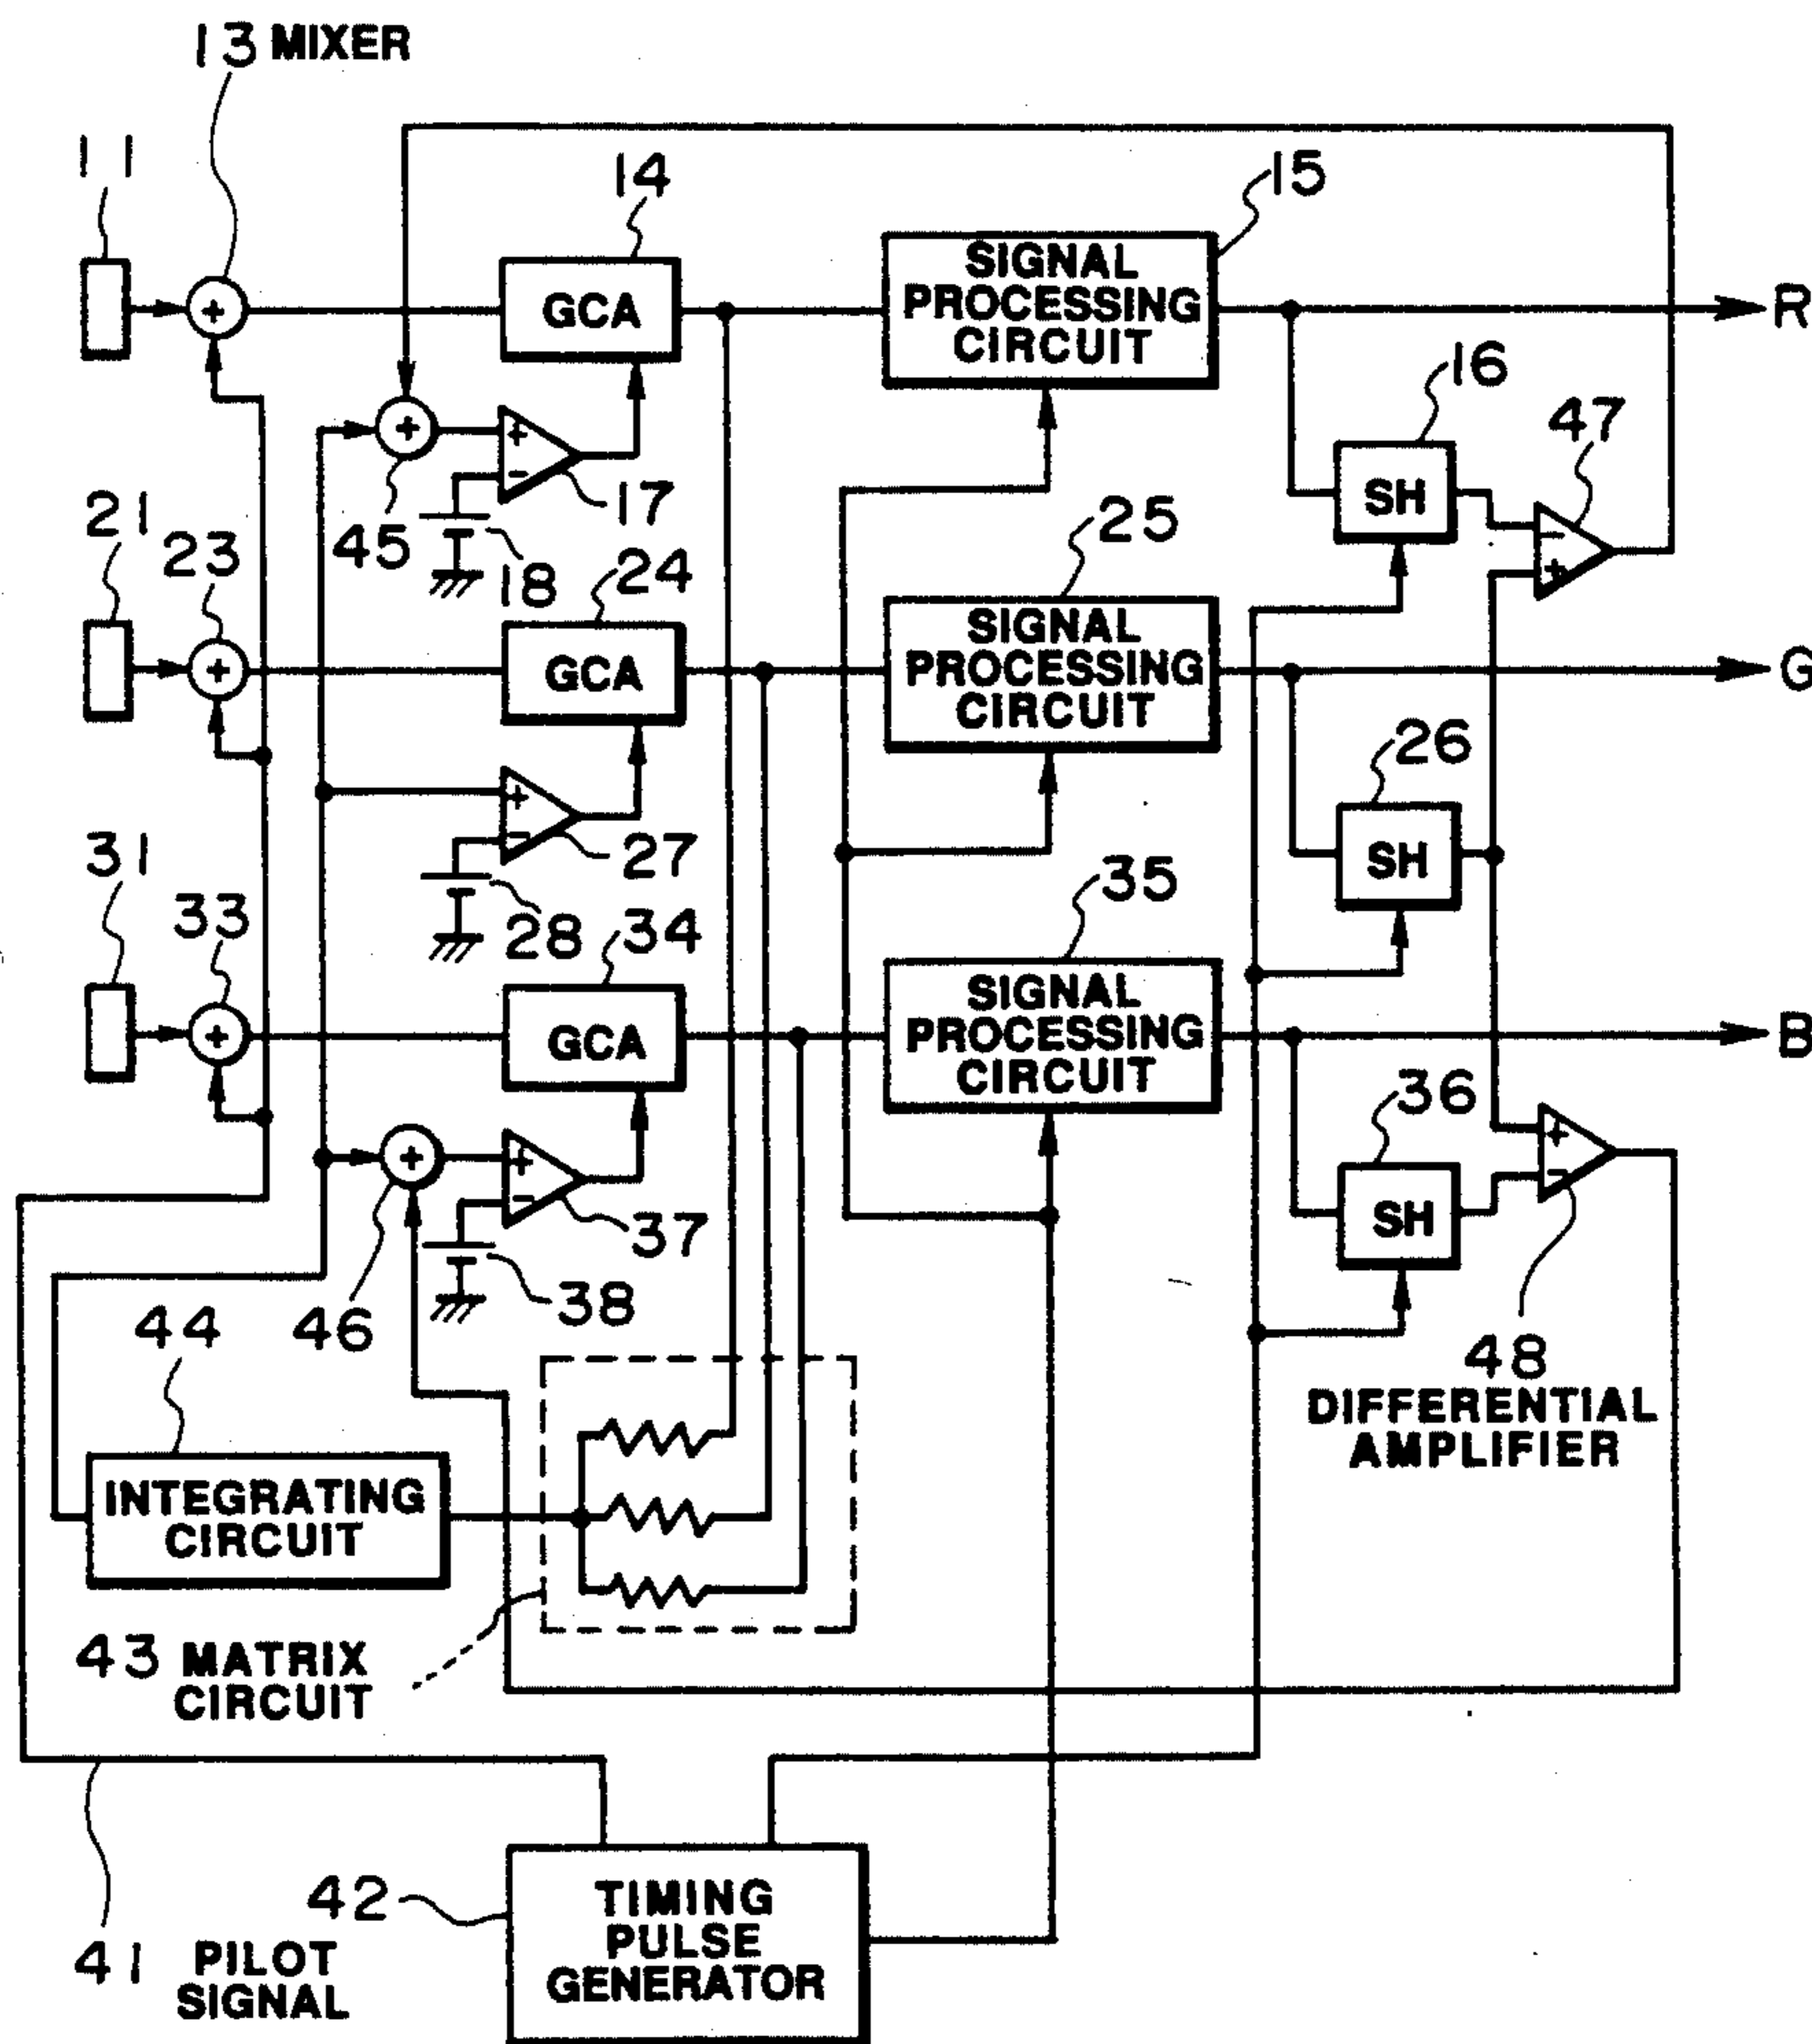 13 MIXER
11
14
15
GCA
SIGNAL
PROCESSING
CIRCUIT
R
+
16
47
+
+
-
17
SH
-
+
45
18
21
23
24
25
GCA
SIGNAL
PROCESSING
CIRCUIT
G
+
26
+
-
27
SH
28
31
33
34
35
GCA
SIGNAL
PROCESSING
CIRCUIT
B
+
36
+
+
-
37
SH
+
-
38
44
46
48
DIFFERENTIAL
AMPLIFIER
INTEGRATING
CIRCUIT
43 MATRIX
CIRCUIT
42
TIMING
PULSE
GENERATOR
41 PILOT
SIGNAL